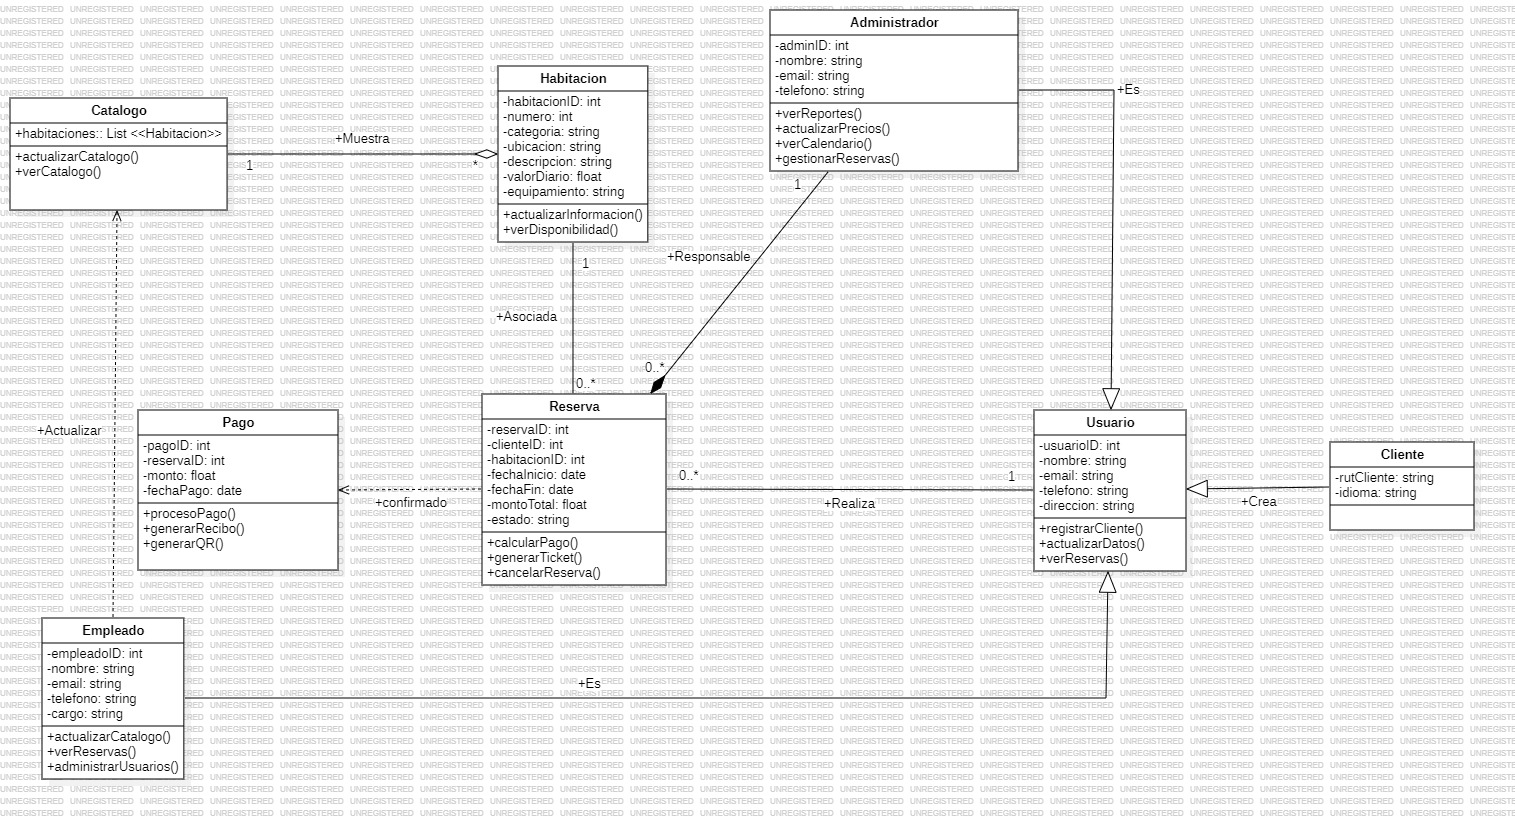 Administrador
-adminID: int
-nombre: string
-email: string
-telefono: string
+verReportes()
+actualizarPrecios()
+verCalendario()
+gestionarReservas()
+Es
Habitacion
-habitacionID: int
-numero: int
-categoria: string
-ubicacion: string
-descripcion: string
-valorDiario: float
-equipamiento: string
+actualizarInformacion()
+verDisponibilidad()
Catalogo
+habitaciones:: List <<Habitacion>>
+actualizarCatalogo()
+verCatalogo()
+Muestra
1
*
1
+Responsable
0..*
1
+Asociada
0..*
Reserva
-reservaID: int
-clienteID: int
-habitacionID: int
-fechaInicio: date
-fechaFin: date
-montoTotal: float
-estado: string
+calcularPago()
+generarTicket()
+cancelarReserva()
+Actualizar
Pago
-pagoID: int
-reservaID: int
-monto: float
-fechaPago: date
+procesoPago()
+generarRecibo()
+generarQR()
+confirmado
0..*
+Realiza
1
Usuario
-usuarioID: int
-nombre: string
-email: string
-telefono: string
-direccion: string
+registrarCliente()
+actualizarDatos()
+verReservas()
+Crea
Cliente
-rutCliente: string
-idioma: string
Empleado
-empleadoID: int
-nombre: string
-email: string
-telefono: string
-cargo: string
+actualizarCatalogo()
+verReservas()
+administrarUsuarios()
+Es
UNREGISTERED